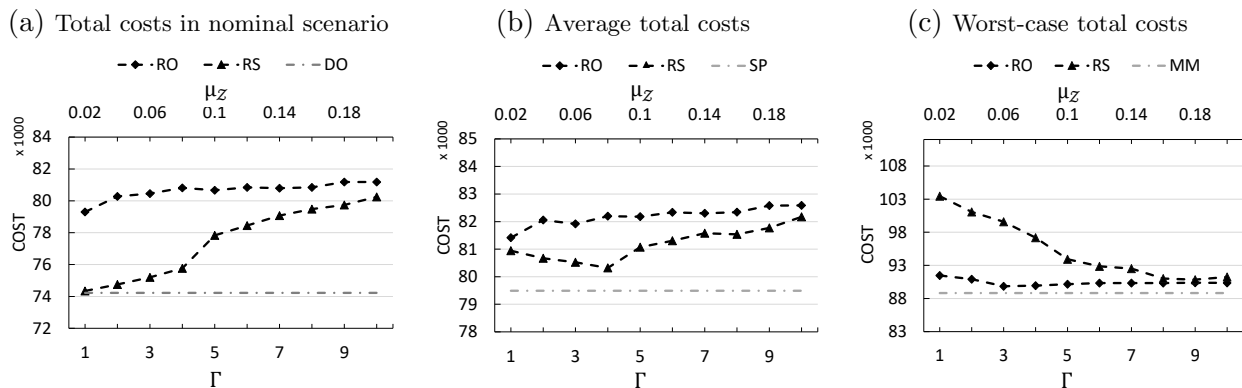 (a) Total costs in nominal scenario
RO RS DO
μz
0.02 0.06 0.1 0.14 0.18
x 1000
COST
84
82
80
78
76
74
72
1 3 5 7 9
Γ
(b) Average total costs
RO RS SP
μz
0.02 0.06 0.1 0.14 0.18
x 1000
COST
85
84
83
82
81
80
79
78
1 3 5 7 9
Γ
(c) Worst-case total costs
RO RS MM
μz
0.02 0.06 0.1 0.14 0.18
x 1000
COST
108
103
98
93
88
83
1 3 5 7 9
Γ